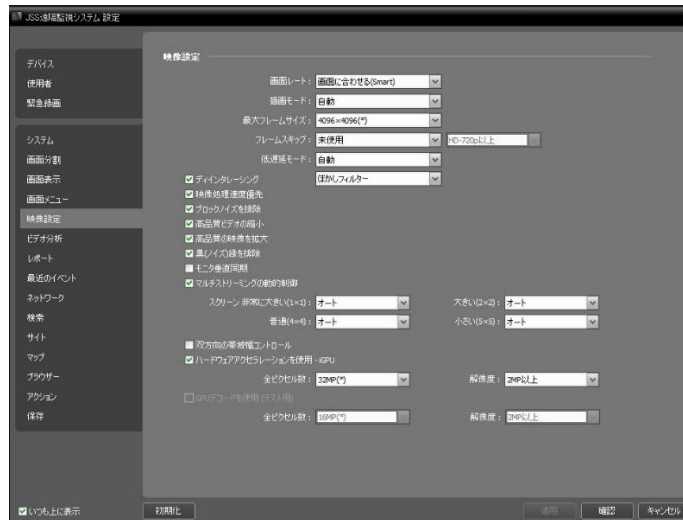 JSS遠隔監視システム 設定
デバイス
使用者
緊急録画
システム
画面分割
画面表示
画面メニュー
映像設定
ビデオ分析
レポート
最近のイベント
ネットワーク
検索
サイト
マップ
ブラウザー
アクション
保存
いつも上に表示
映像設定
画面レート: 画面に合わせる(Smart)
描画モード: 自動
最大フレームサイズ: 4096×4096(*)
フレームスキップ: 未使用 HD-720p以上
低遅延モード: 自動
ディインタレーシング ぼかしフィルター
映像処理速度優先
ブロックノイズを排除
高品質ビデオの縮小
高品質の映像を拡大
黒(ノイズ)縁を排除
モニタ垂直同期
マルチストリーミングの動的制御
スクリーン 非常に大きい(1×1): オート 大きい(2×2): オート
普通(4×4): オート 小さい(5×5): オート
双方向の帯域幅コントロール
ハードウェアアクセラレーションを使用 - iGPU
全ピクセル数: 32MP(*) 解像度: 2MP以上
GPUデコードを使用 (テスト用)
全ピクセル数: 16MP(*) 解像度: 2MP以上
初期化 適用 確認 キャンセル